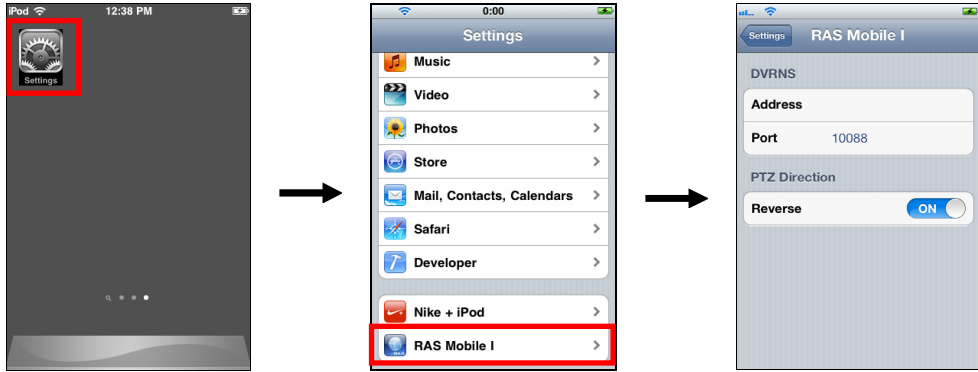 iPod 12:38 PM
Settings
0:00
Settings
Music
Video
Photos
Store
Mail, Contacts, Calendars
Safari
Developer
Nike + iPod
RAS Mobile I
Settings RAS Mobile I
DVRNS
Address
Port 10088
PTZ Direction
Reverse ON